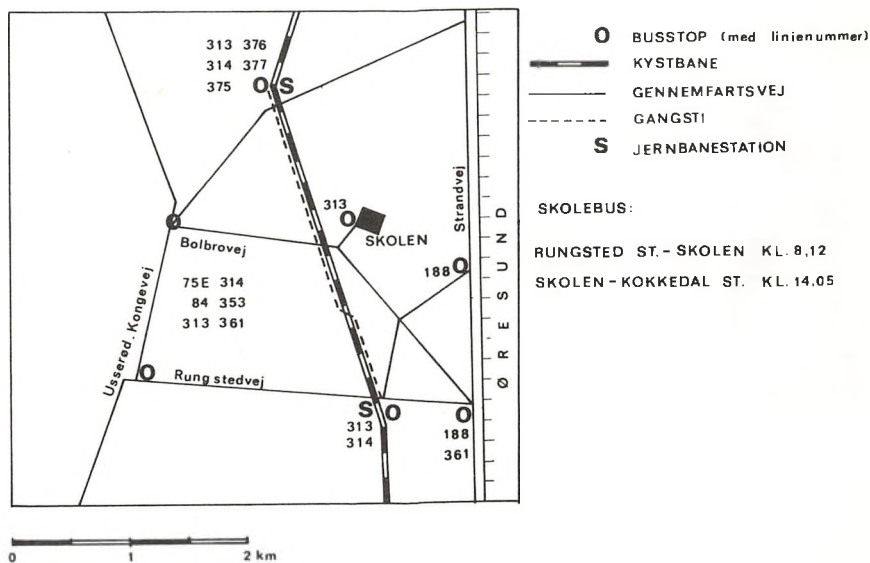 313 376
314 377
375 O S
313
O
SKOLEN
O
Bolbrovej
Strandvej
188 O
75E 314
84 353
313 361
Usserød. Kongevej
O
Rungstedvej
S O
313
314
O
188
361
ØRESUND
0 1 2 km
O BUSSTOP (med linienummer)
KYSTBANE
GENNEMFARTSVEJ
GANGSTI
S JERNBANESTATION
SKOLEBUS:
RUNGSTED ST. - SKOLEN KL. 8,12
SKOLEN - KOKKEDAL ST. KL. 14.05